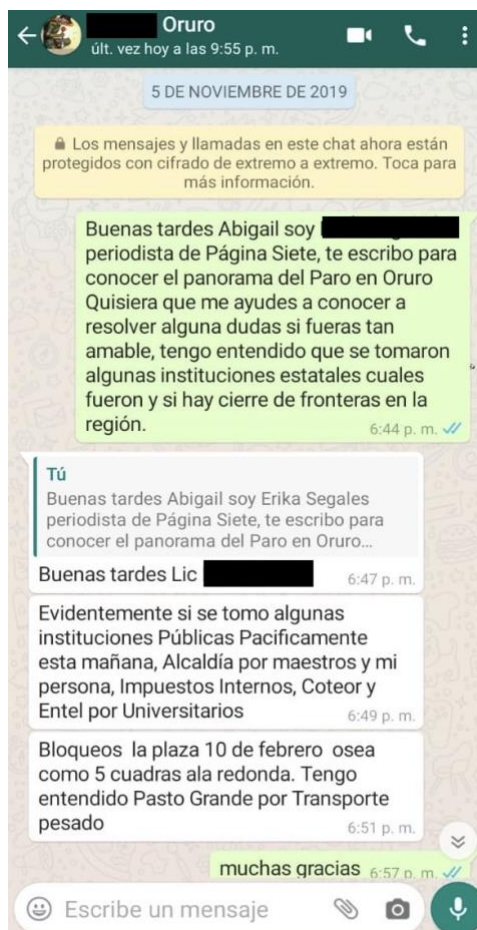 Oruro
últ. vez hoy a las 9:55 p. m.
5 DE NOVIEMBRE DE 2019
Los mensajes y llamadas en este chat ahora están
protegidos con cifrado de extremo a extremo. Toca para
más información.
Buenas tardes Abigail soy
periodista de Página Siete, te escribo para
conocer el panorama del Paro en Oruro
Quisiera que me ayudes a conocer a
resolver alguna dudas si fueras tan
amable, tengo entendido que se tomaron
algunas instituciones estatales cuales
fueron y si hay cierre de fronteras en la
región.
6:44 p. m.
Tú
Buenas tardes Abigail soy Erika Segales
periodista de Página Siete, te escribo para
conocer el panorama del Paro en Oruro...
Buenas tardes Lic
6:47 p. m.
Evidentemente si se tomo algunas
instituciones Públicas Pacificamente
esta mañana, Alcaldía por maestros y mi
persona, Impuestos Internos, Coteor y
Entel por Universitarios
6:49 p. m.
Bloqueos la plaza 10 de febrero osea
como 5 cuadras ala redonda. Tengo
entendido Pasto Grande por Transporte
pesado
6:51 p. m.
muchas gracias 6:57 p. m.
Escribe un mensaje